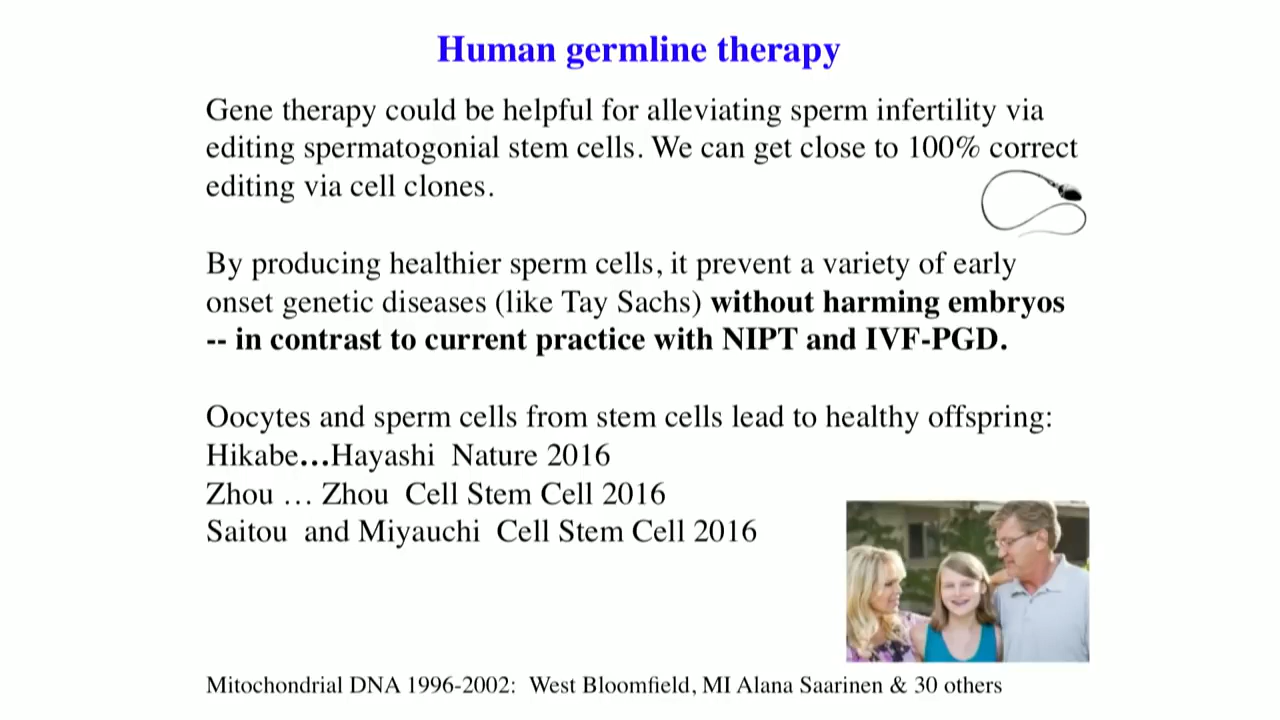 Human germline therapy
Gene therapy could be helpful for alleviating sperm infertility via
editing spermatogonial stem cells. We can get close to 100% correct
editing via cell clones.
By producing healthier sperm cells, it prevent a variety of early
onset genetic diseases (like Tay Sachs) without harming embryos
-- in contrast to current practice with NIPT and IVF-PGD.
Oocytes and sperm cells from stem cells lead to healthy offspring:
Hikabe...Hayashi Nature 2016
Zhou … Zhou Cell Stem Cell 2016
Saitou and Miyauchi Cell Stem Cell 2016
Mitochondrial DNA 1996-2002: West Bloomfield, MI Alana Saarinen & 30 others